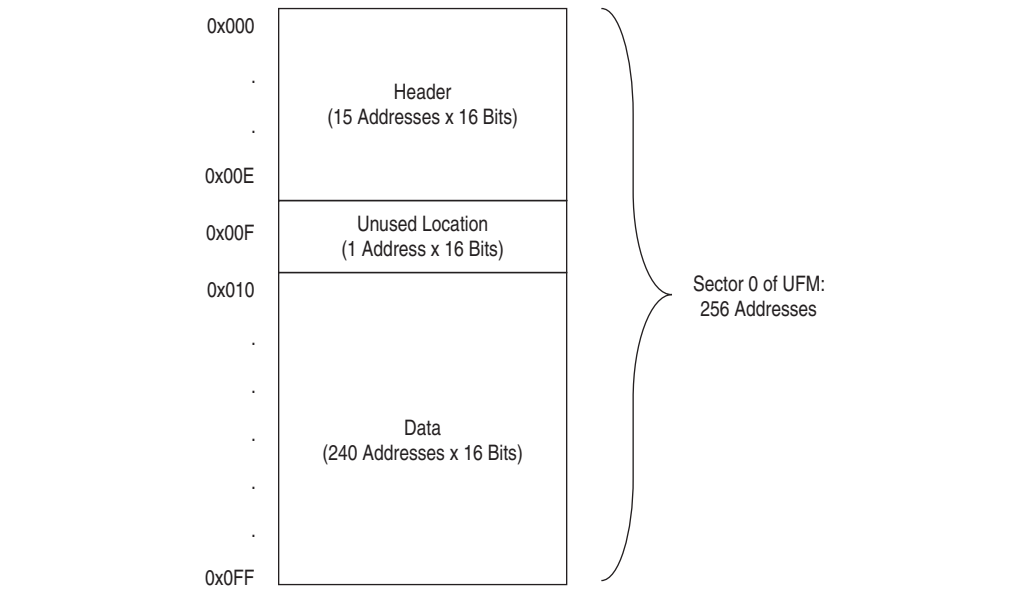 0x000
.
.
0x00E
Header
(15 Addresses x 16 Bits)
0x00F
Unused Location
(1 Address x 16 Bits)
0x010
.
.
.
.
.
0x0FF
Data
(240 Addresses x 16 Bits)
Sector 0 of UFM:
256 Addresses